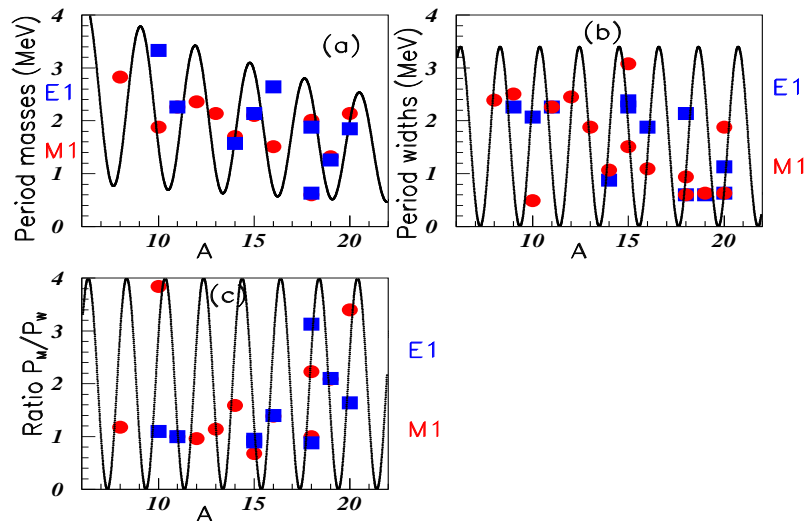 Period masses (MeV)
E1
M1
4
3
2
1
0
(a)
10
15
20
A
Period widths (MeV)
4
3
2
1
0
(b)
10
15
20
A
E1
M1
Ratio P_M/P_W
4
3
2
1
0
(c)
10
15
20
A
E1
M1